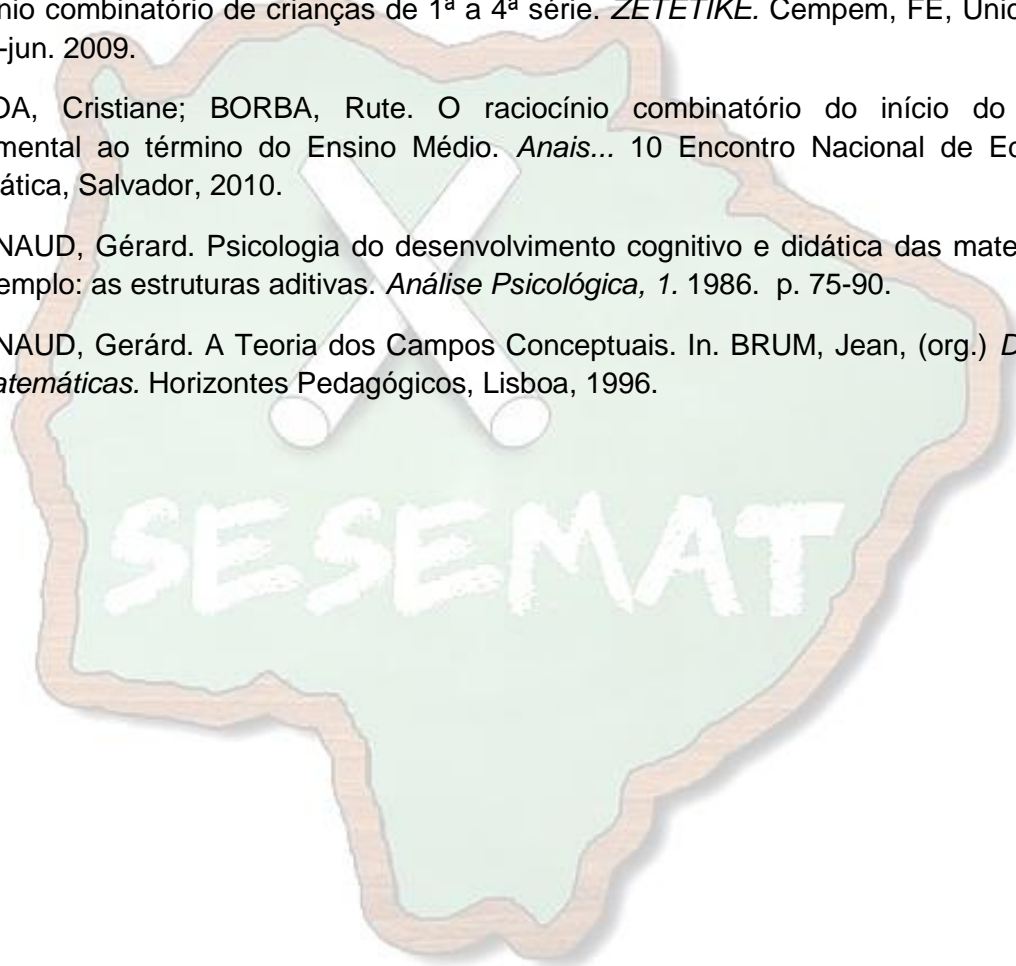 nio combinatório de crianças de 1ª a 4ª série. ZETETIKÉ. Cempem, FE, Unic
-jun. 2009.
DA, Cristiane; BORBA, Rute. O raciocínio combinatório do início do
mental ao término do Ensino Médio. Anais... 10 Encontro Nacional de Ed
ática, Salvador, 2010.
NAUD, Gérard. Psicologia do desenvolvimento cognitivo e didática das mate
emplo: as estruturas aditivas. Análise Psicológica, 1. 1986. p. 75-90.
NAUD, Gerárd. A Teoria dos Campos Conceptuais. In. BRUM, Jean, (org.) D
atemáticas. Horizontes Pedagógicos, Lisboa, 1996.
SESEMAT